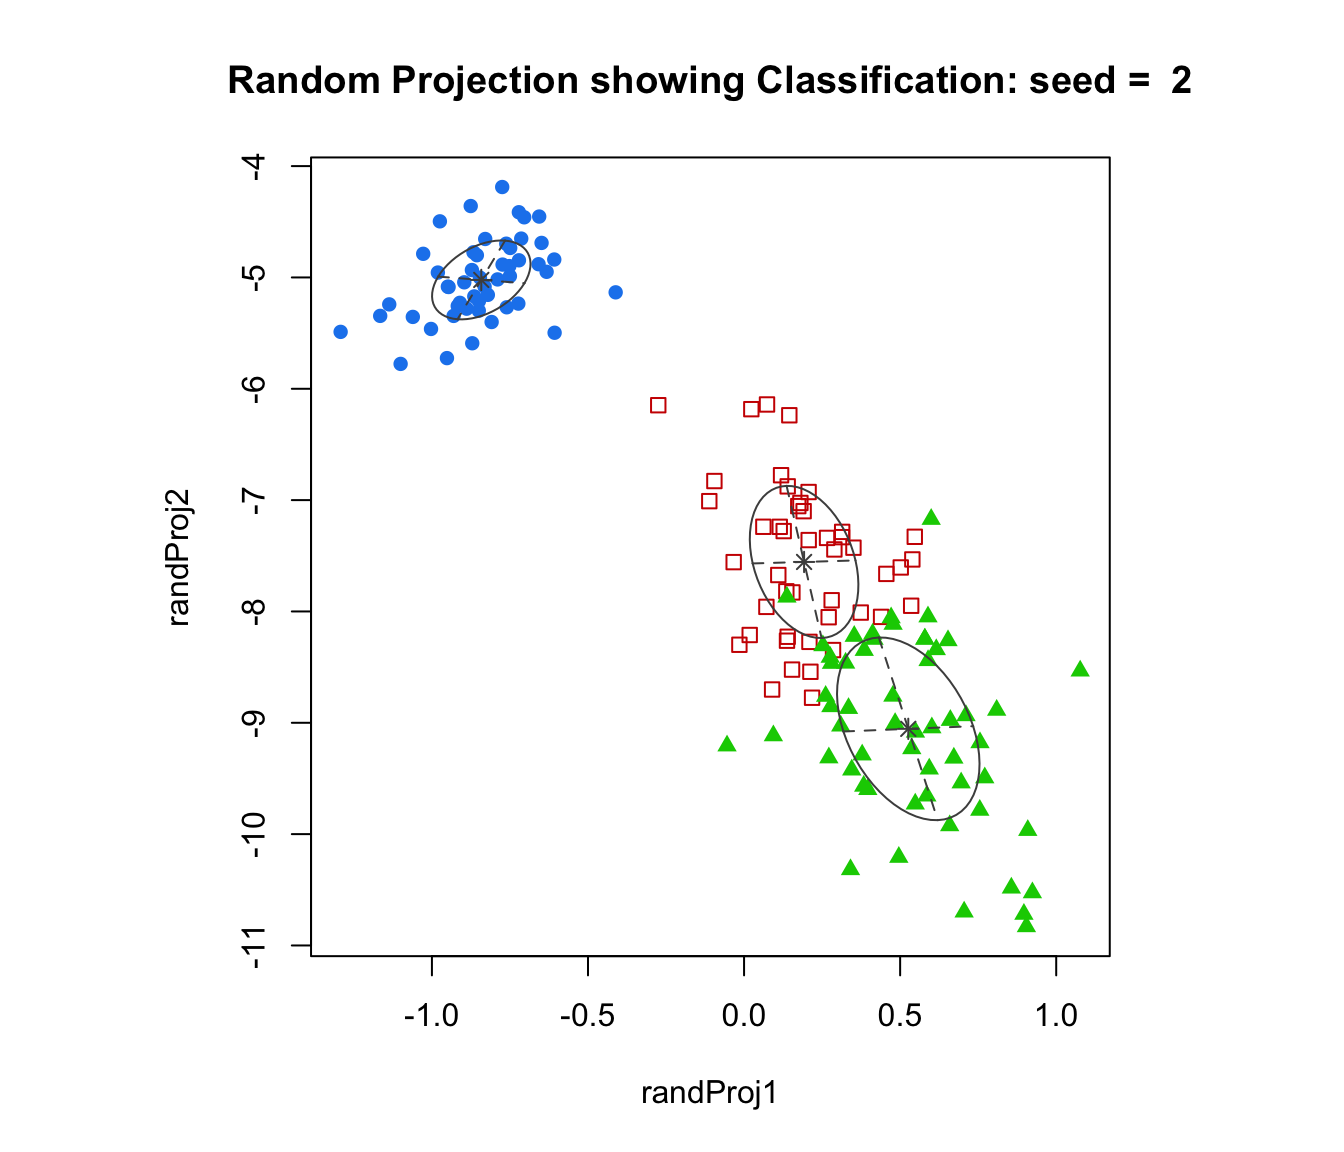 Random Projection showing Classification: seed =  2
randProj2
-4
-5
-6
-7
-8
-9
-10
-11
-1.0 -0.5 0.0 0.5 1.0
randProj1